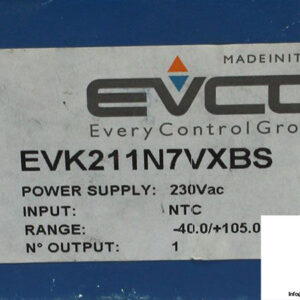 MADEINIT
EVCO
Every Control Gro
EVK211N7VXBS
POWER SUPPLY: 230Vac
INPUT: NTC
RANGE: -40.0/+105.0
N° OUTPUT: 1